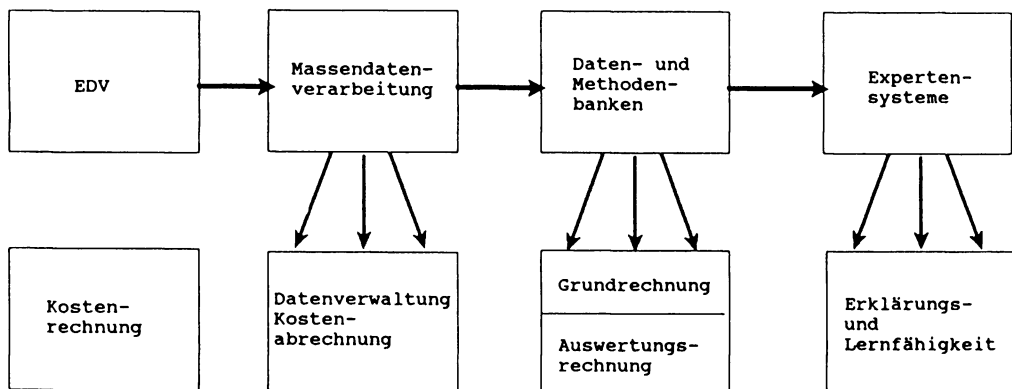 EDV
Massendaten-
verarbeitung
Daten- und
Methoden-
banken
Experten-
systeme
Kosten-
rechnung
Datenverwaltung
Kosten-
abrechnung
Grundrechnung
Auswertungs-
rechnung
Erklärungs-
und
Lernfähigkeit